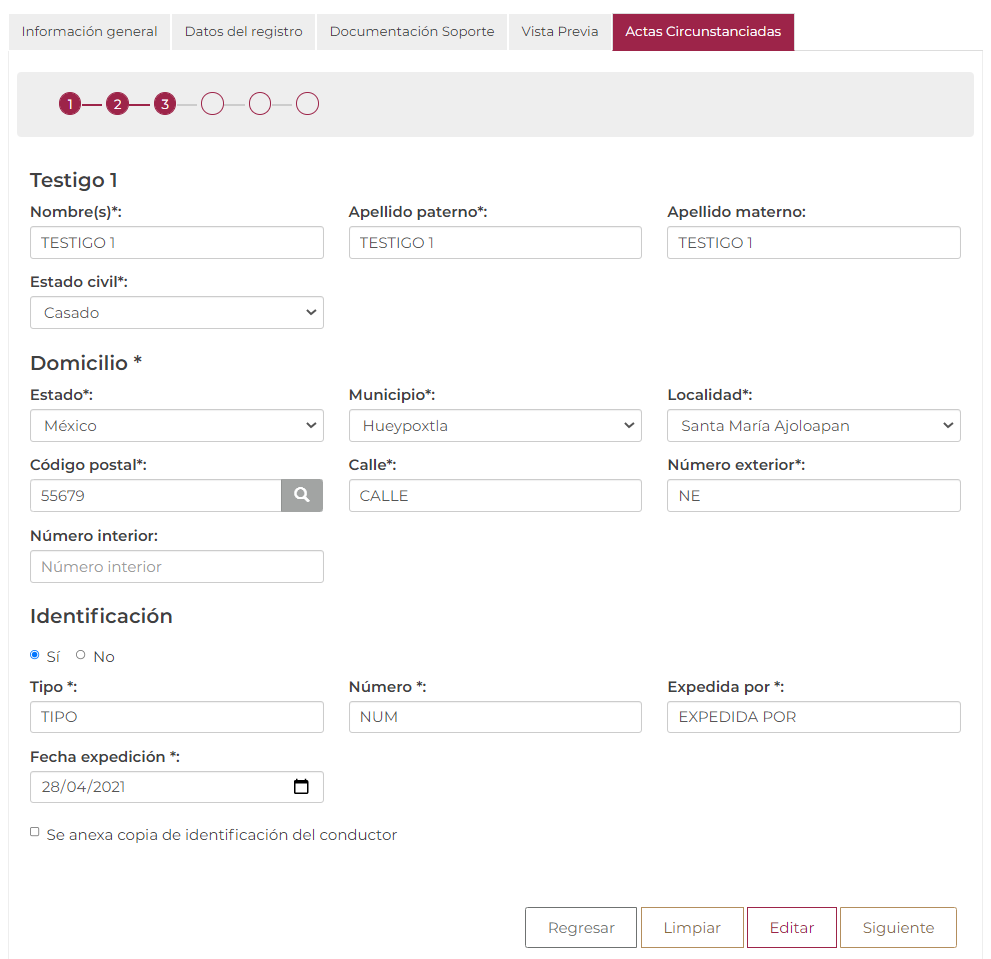 Información general Datos del registro Documentación Soporte Vista Previa Actas Circunstanciadas
1 2 3
Testigo 1
Nombre(s)*: Apellido paterno*: Apellido materno:
TESTIGO 1 TESTIGO 1 TESTIGO 1
Estado civil*:
Casado
Domicilio *
Estado*: Municipio*: Localidad*:
México Hueypoxtla Santa María Ajoloapan
Código postal*: Calle*: Número exterior*:
55679 CALLE NE
Número interior:
Número interior
Identificación
Sí No
Tipo *: Número *: Expedida por *:
TIPO NUM EXPEDIDA POR
Fecha expedición *:
28/04/2021
Se anexa copia de identificación del conductor
Regresar Limpiar Editar Siguiente